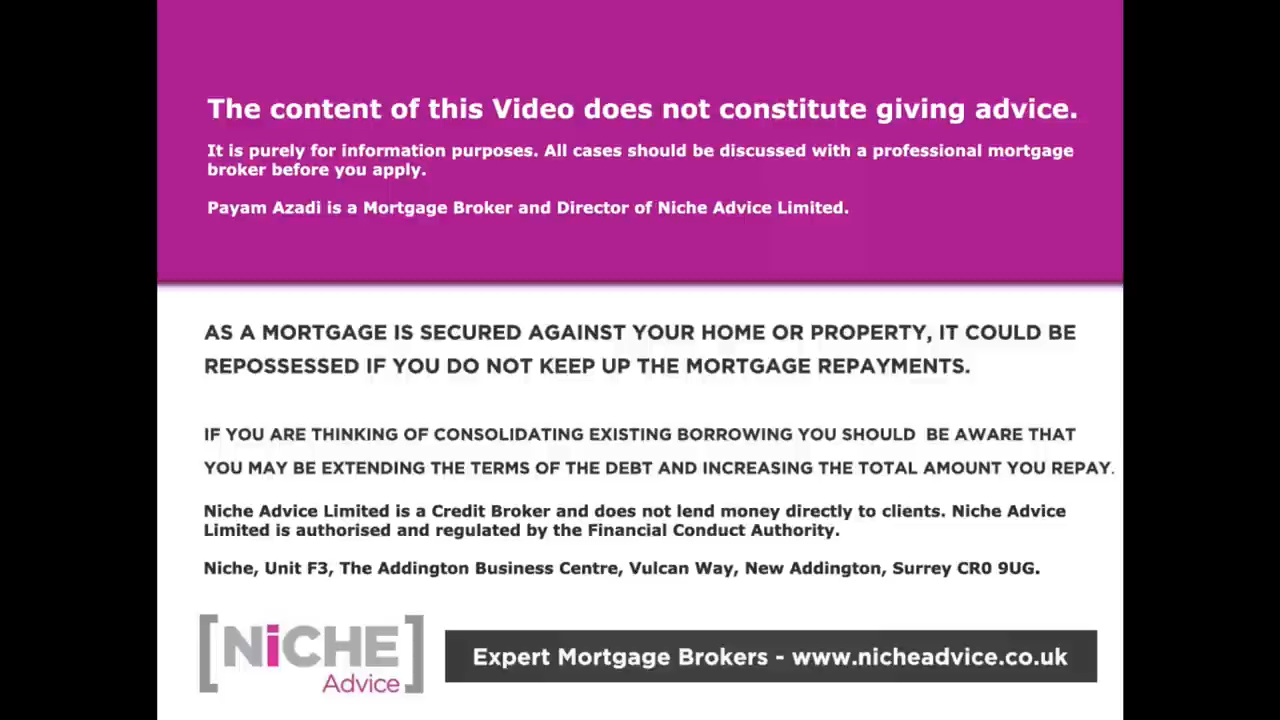 The content of this Video does not constitute giving advice.
It is purely for information purposes. All cases should be discussed with a professional mortgage
broker before you apply.
Payam Azadi is a Mortgage Broker and Director of Niche Advice Limited.
AS A MORTGAGE IS SECURED AGAINST YOUR HOME OR PROPERTY, IT COULD BE
REPOSSESSED IF YOU DO NOT KEEP UP THE MORTGAGE REPAYMENTS.
IF YOU ARE THINKING OF CONSOLIDATING EXISTING BORROWING YOU SHOULD BE AWARE THAT
YOU MAY BE EXTENDING THE TERMS OF THE DEBT AND INCREASING THE TOTAL AMOUNT YOU REPAY.
Niche Advice Limited is a Credit Broker and does not lend money directly to clients. Niche Advice
Limited is authorised and regulated by the Financial Conduct Authority.
Niche, Unit F3, The Addington Business Centre, Vulcan Way, New Addington, Surrey CR0 9UG.
[NiCHE
Advice]
Expert Mortgage Brokers - www.nicheadvice.co.uk